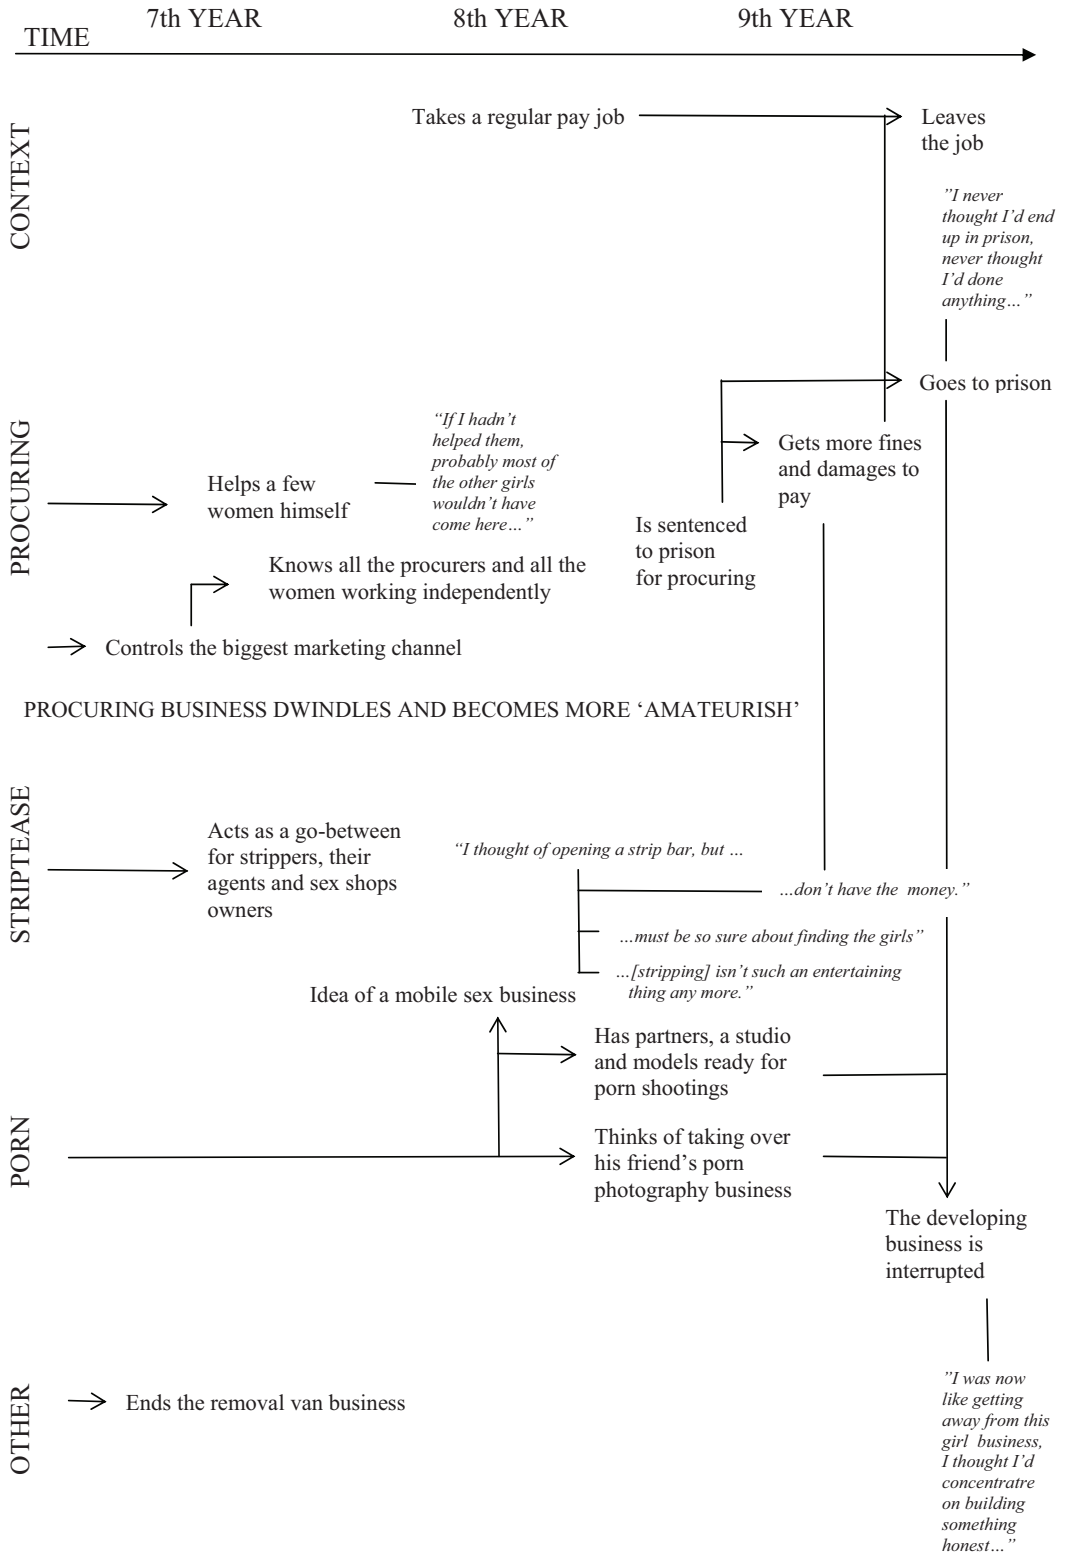 7th YEAR
8th YEAR
9th YEAR
TIME
CONTEXT
Takes a regular pay job
Leaves
the job
”I never
thought I’d end
up in prison,
never thought
I’d done
anything…”
Goes to prison
PROCURING
Helps a few
women himself
“If I hadn’t
helped them,
probably most of
the other girls
wouldn’t have
come here…”
Gets more fines
and damages to
pay
Is sentenced
to prison
for procuring
Knows all the procurers and all the
women working independently
Controls the biggest marketing channel
PROCURING BUSINESS DWINDLES AND BECOMES MORE ‘AMATEURISH’
STRIPTEASE
Acts as a go-between
for strippers, their
agents and sex shops
owners
“I thought of opening a strip bar, but …
...don’t have the money.”
...must be so sure about finding the girls”
...[stripping] isn’t such an entertaining
thing any more.”
Idea of a mobile sex business
PORN
Has partners, a studio
and models ready for
porn shootings
Thinks of taking over
his friend’s porn
photography business
The developing
business is
interrupted
OTHER
Ends the removal van business
”I was now
like getting
away from this
girl business,
I thought I’d
concentratre
on building
something
honest…”